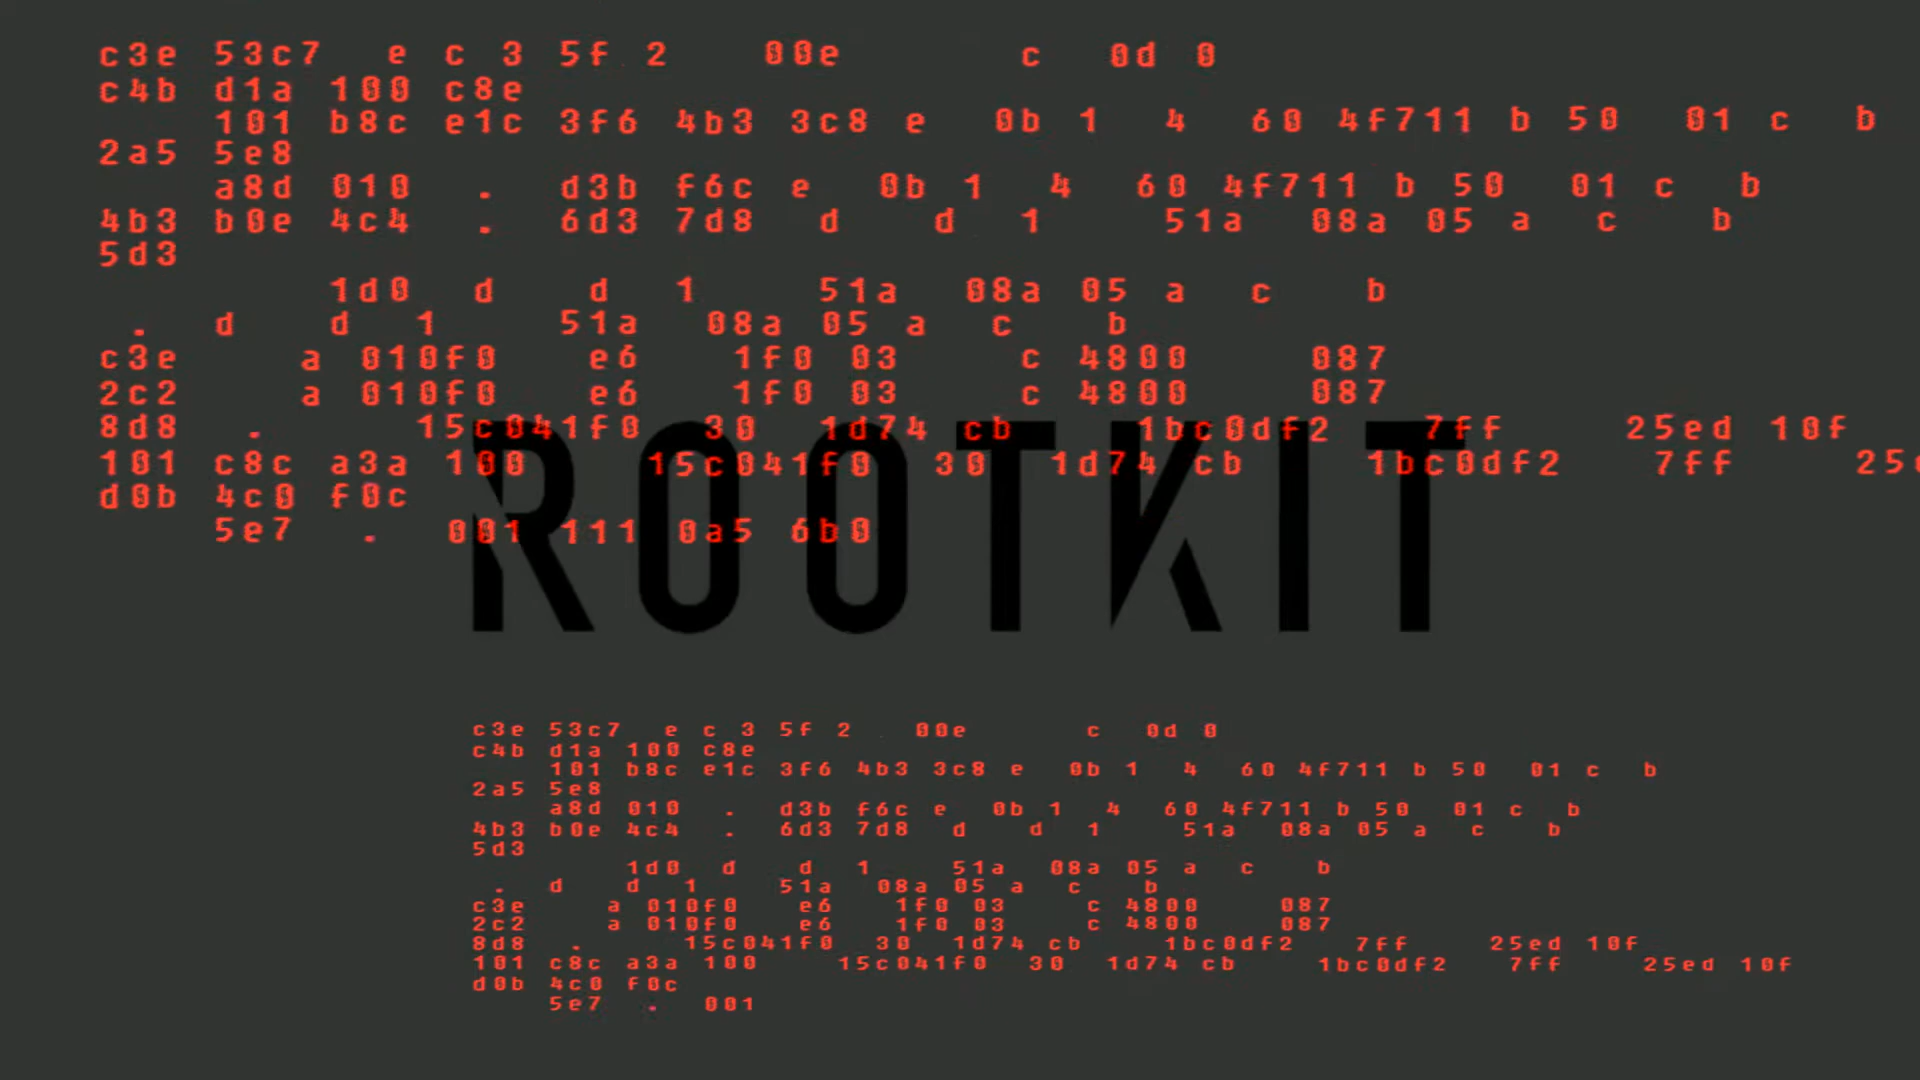 c3e 53c7 e c 3 5f 2 00e c 0d 0
c4b d1a 100 c8e
101 b8c e1c 3f6 4b3 3c8 e 0b 1 4 60 4f711 b 50 01 c b
2a5 5e8
a8d 010 . d3b f6c e 0b 1 4 60 4f711 b 50 01 c b
4b3 b0e 4c4 . 6d3 7d8 d d 1 51a 08a 05 a c b
5d3
1d0 d d 1 51a 08a 05 a c b
. d d 1 51a 08a 05 a c b
c3e a 010f0 e6 1f0 03 c 4800 087
2c2 a 010f0 e6 1f0 03 c 4800 087
8d8 . 15c041f0 30 1d74 cb 1bc0df2 7ff 25ed 10f
101 c8c a3a 100 15c041f0 30 1d74 cb 1bc0df2 7ff 25
d0b 4c0 f0c
5e7 . 001 111 0a5 6b0
ROOTKIT
c3e 53c7 e c 3 5f 2 00e c 0d 0
c4b d1a 100 c8e
101 b8c e1c 3f6 4b3 3c8 e 0b 1 4 60 4f711 b 50 01 c b
2a5 5e8
a8d 010 . d3b f6c e 0b 1 4 60 4f711 b 50 01 c b
4b3 b0e 4c4 . 6d3 7d8 d d 1 51a 08a 05 a c b
5d3
1d0 d d 1 51a 08a 05 a c b
. d d 1 51a 08a 05 a c b
c3e a 010f0 e6 1f0 03 c 4800 087
2c2 a 010f0 e6 1f0 03 c 4800 087
8d8 . 15c041f0 30 1d74 cb 1bc0df2 7ff 25ed 10f
101 c8c a3a 100 15c041f0 30 1d74 cb 1bc0df2 7ff 25ed 10f
d0b 4c0 f0c
5e7 . 001